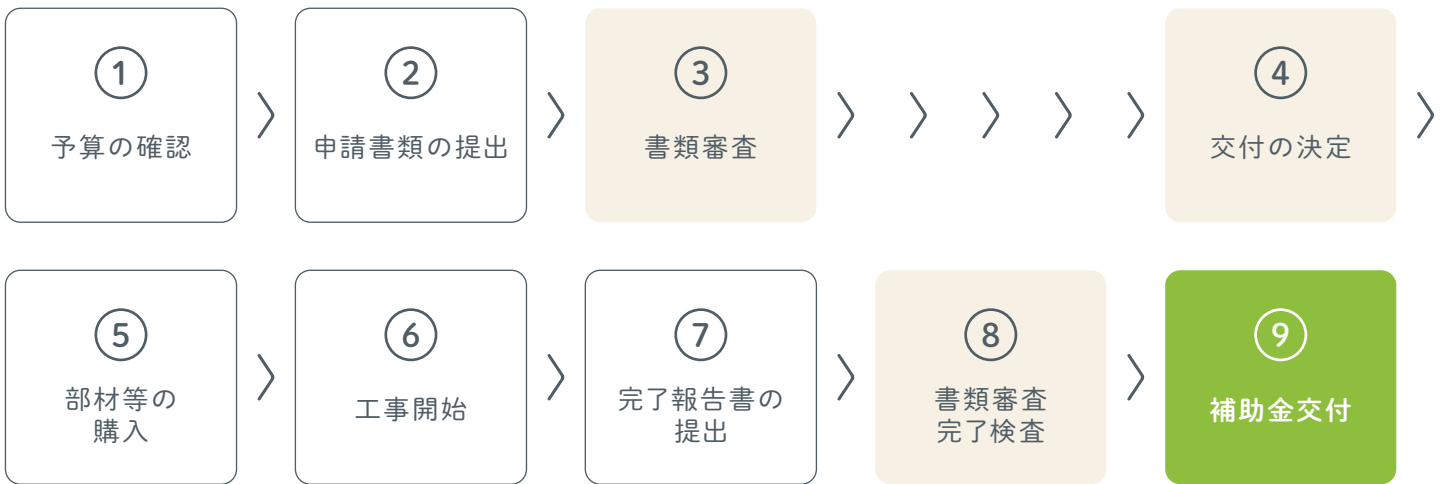 ①
予算の確認
②
申請書類の提出
③
書類審査
④
交付の決定
⑤
部材等の
購入
⑥
工事開始
⑦
完了報告書の
提出
⑧
書類審査
完了検査
⑨
補助金交付